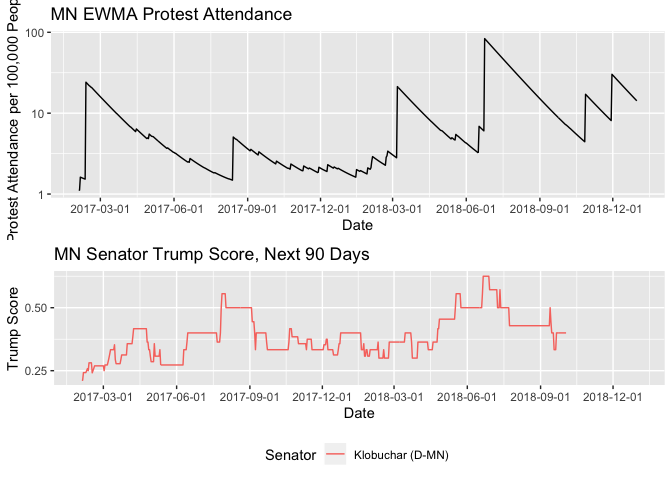 MN EWMA Protest Attendance
Protest Attendance per 100,000 Peop
100
10
1
2017-03-01 2017-06-01 2017-09-01 2017-12-01 2018-03-01 2018-06-01 2018-09-01 2018-12-01
Date
MN Senator Trump Score, Next 90 Days
Trump Score
0.50
0.25
2017-03-01 2017-06-01 2017-09-01 2017-12-01 2018-03-01 2018-06-01 2018-09-01 2018-12-01
Date
Senator Klobuchar (D-MN)